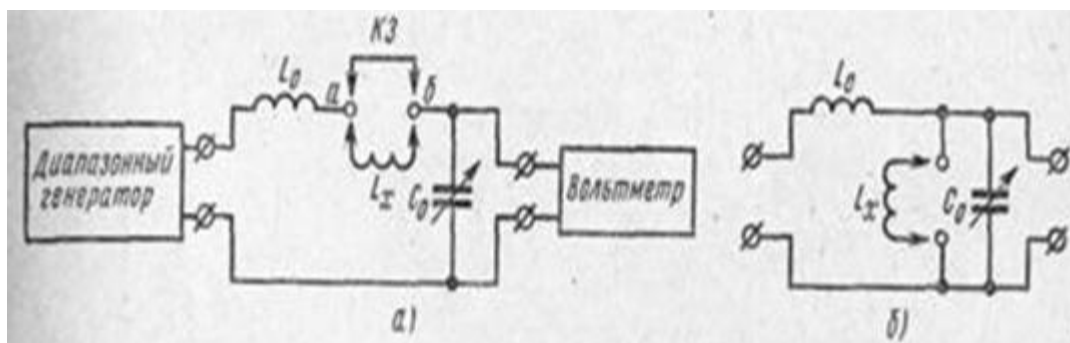 КЗ
L₀
а
б
Диапазонный
генератор
Lx
C₀
Вольтметр
а)
L₀
Lx
C₀
б)